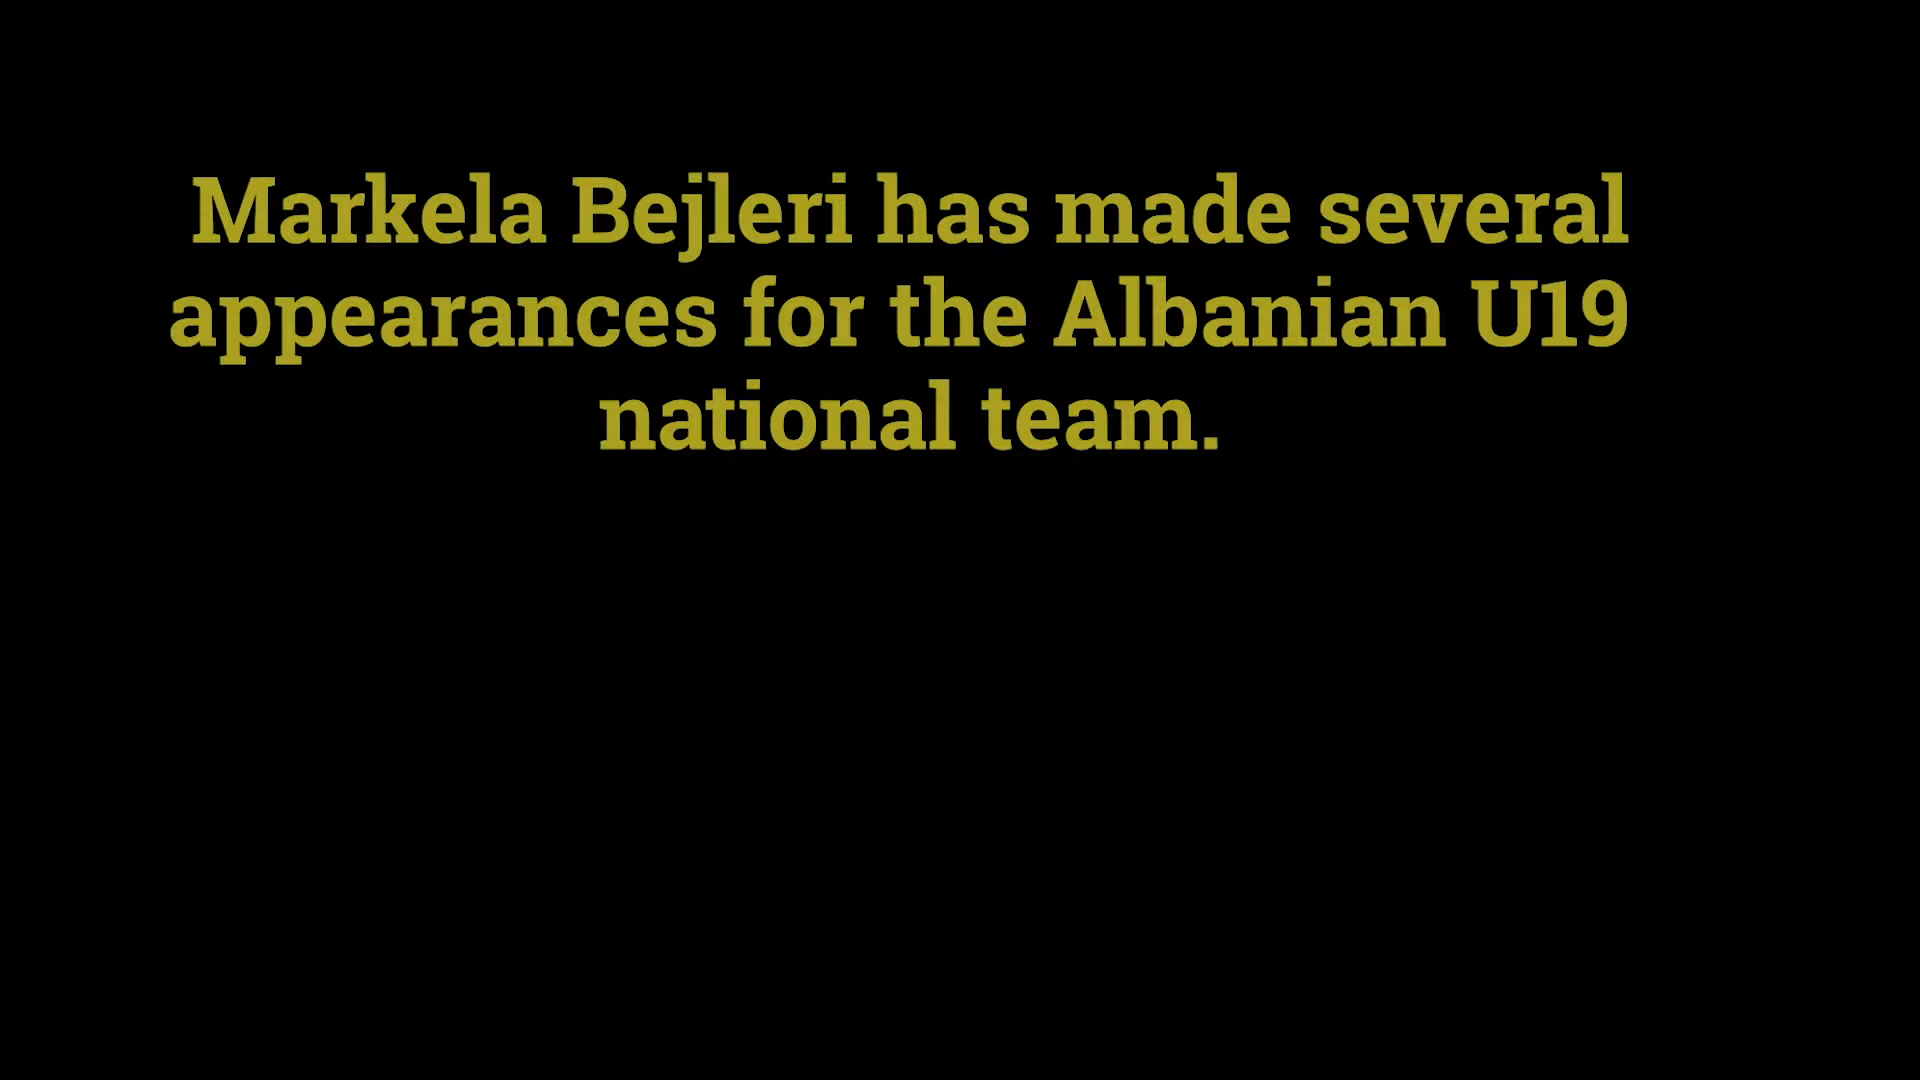 Markela Bejleri has made several
appearances for the Albanian U19
national team.